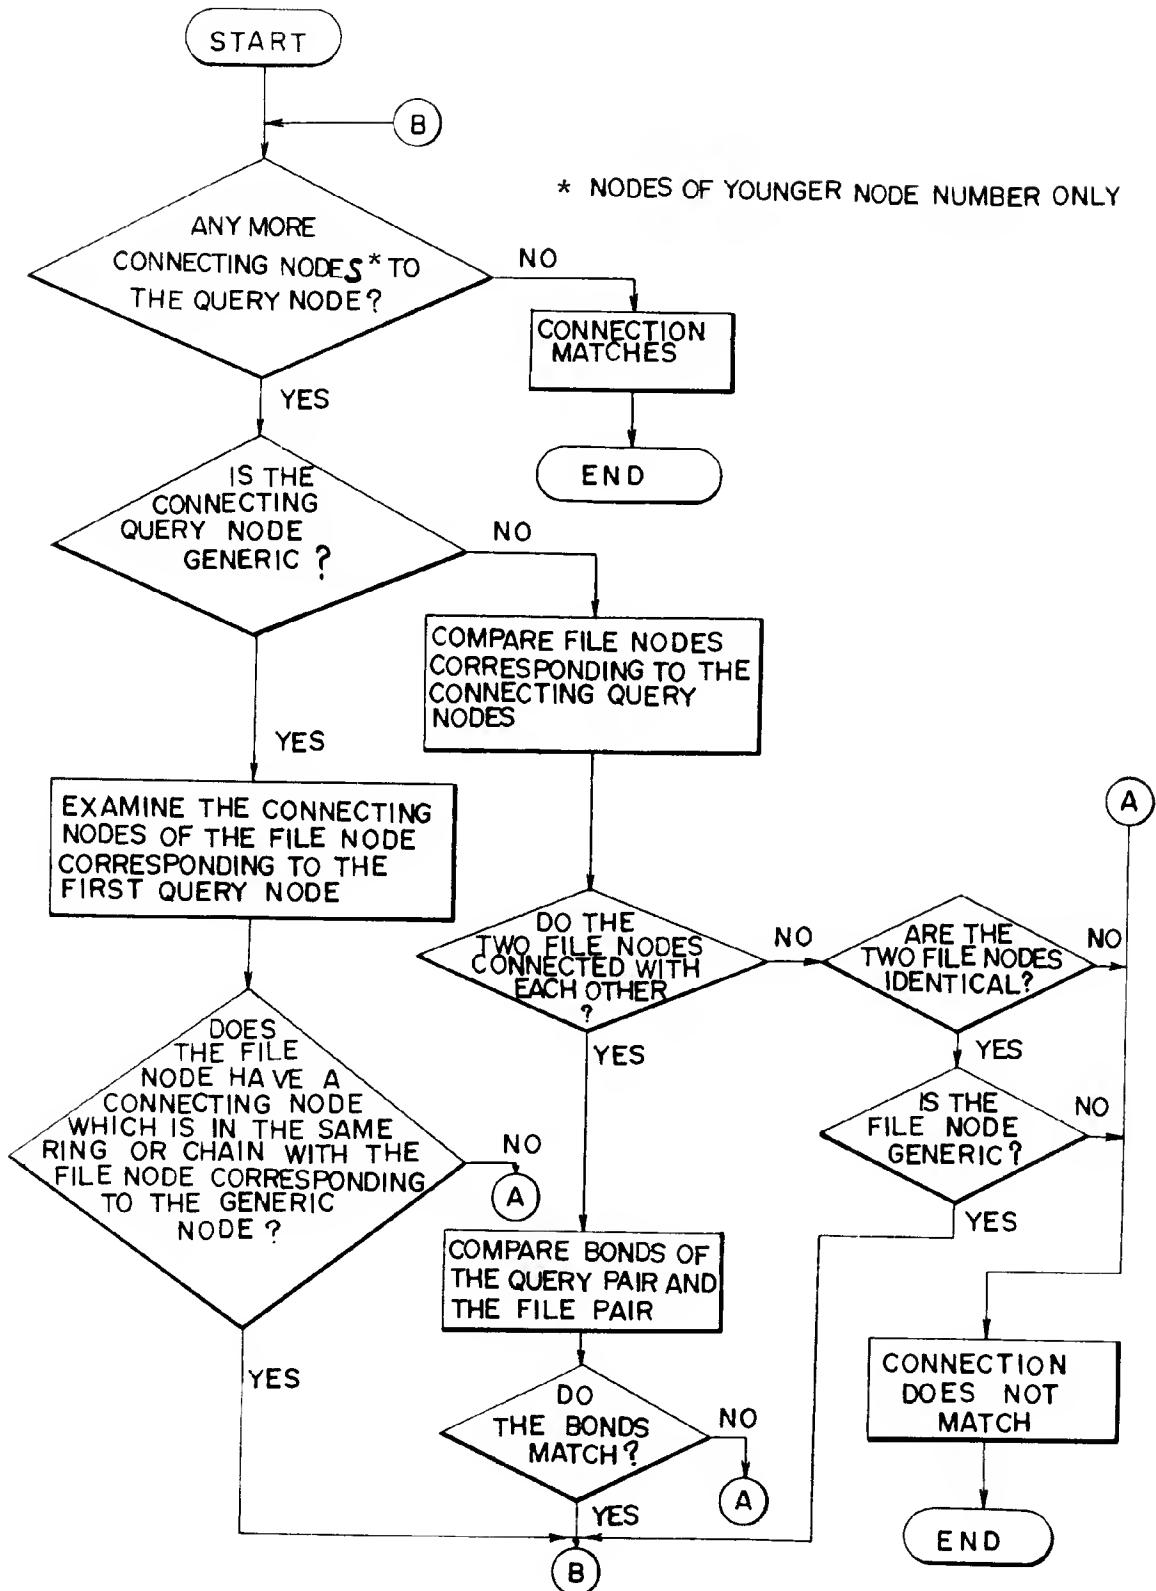 START
B
* NODES OF YOUNGER NODE NUMBER ONLY
ANY MORE
CONNECTING NODES* TO
THE QUERY NODE?
NO
CONNECTION
MATCHES
YES
END
IS THE
CONNECTING
QUERY NODE
GENERIC ?
NO
COMPARE FILE NODES
CORRESPONDING TO THE
CONNECTING QUERY
NODES
YES
EXAMINE THE CONNECTING
NODES OF THE FILE NODE
CORRESPONDING TO THE
FIRST QUERY NODE
A
DO THE
TWO FILE NODES
CONNECTED WITH
EACH OTHER
?
NO
ARE THE
TWO FILE NODES
IDENTICAL?
NO
YES
YES
IS THE
FILE NODE
GENERIC?
NO
YES
DOES
THE FILE
NODE HAVE A
CONNECTING NODE
WHICH IS IN THE SAME
RING OR CHAIN WITH THE
FILE NODE CORRESPONDING
TO THE GENERIC
NODE ?
NO
A
COMPARE BONDS OF
THE QUERY PAIR AND
THE FILE PAIR
YES
DO
THE BONDS
MATCH?
NO
A
YES
B
CONNECTION
DOES NOT
MATCH
END